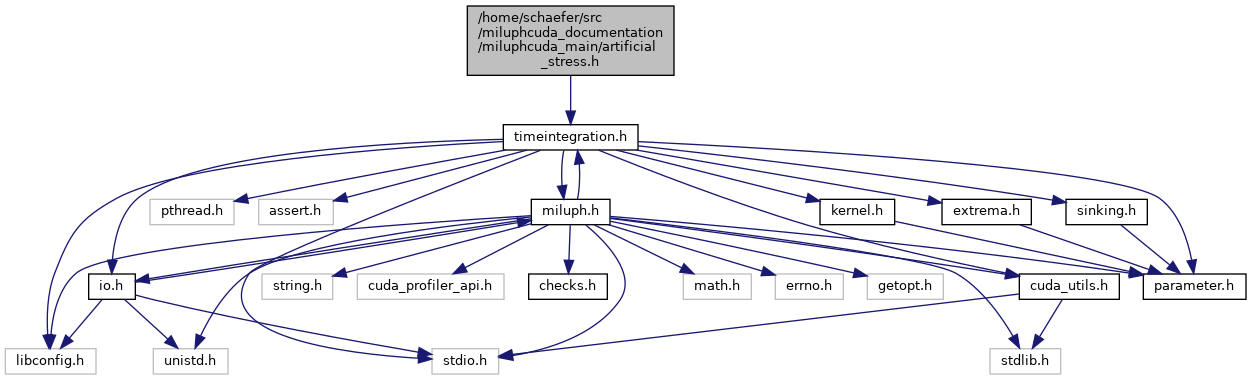 /home/schaefer/src
/miluphcuda_documentation
/miluphcuda_main/artificial
_stress.h
timeintegration.h
pthread.h
assert.h
miluph.h
kernel.h
extrema.h
sinking.h
io.h
string.h
cuda_profiler_api.h
checks.h
math.h
errno.h
getopt.h
cuda_utils.h
parameter.h
libconfig.h
unistd.h
stdio.h
stdlib.h